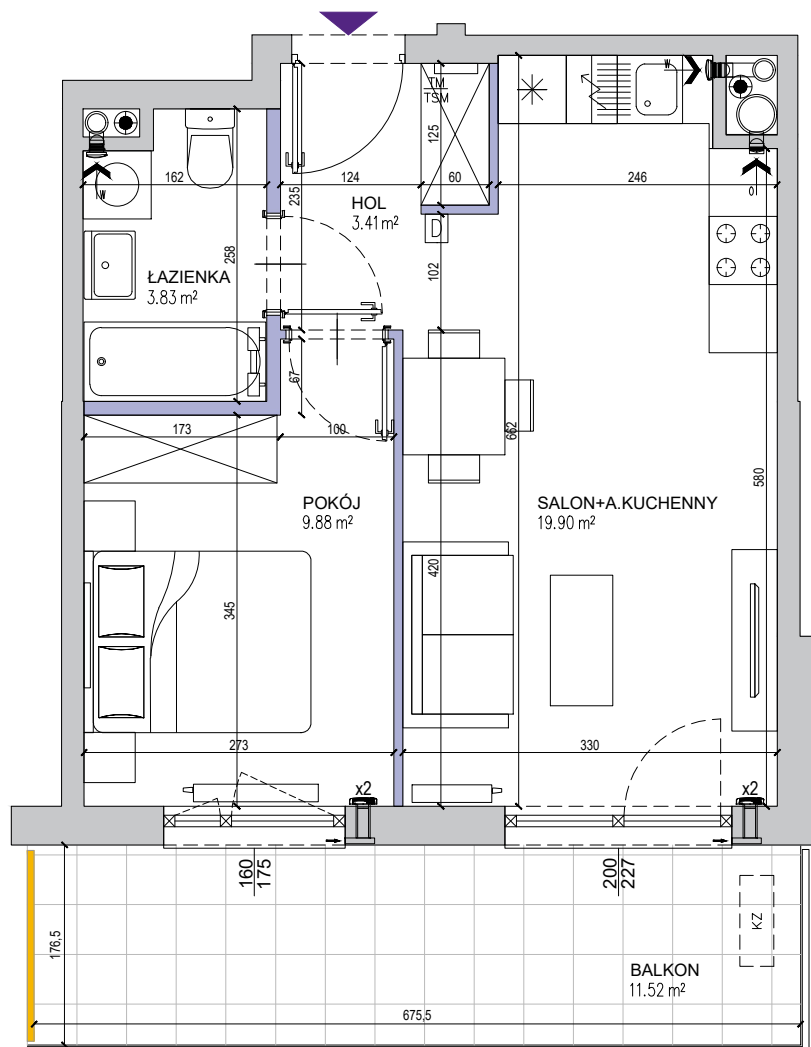 TM
TSM
W
125
162
124
60
246
235
HOL
3.41 m²
W
O
D
258
102
ŁAZIENKA
3.83 m²
67
173
100
662
580
POKÓJ
9.88 m²
SALON+A.KUCHENNY
19.90 m²
420
345
273
330
x2
x2
160
175
200
227
KZ
176,5
BALKON
11.52 m²
675,5